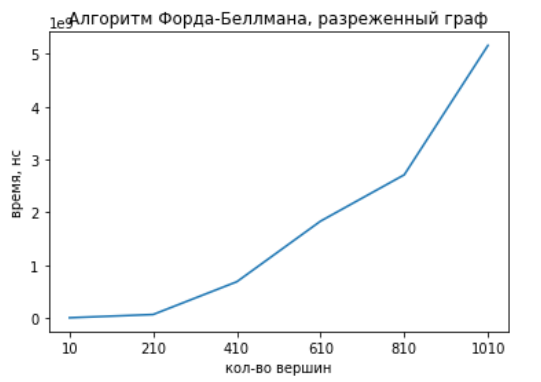 Алгоритм Форда-Беллмана, разреженный граф
1e9
5
4
3
2
1
0
время, нс
10 210 410 610 810 1010
кол-во вершин